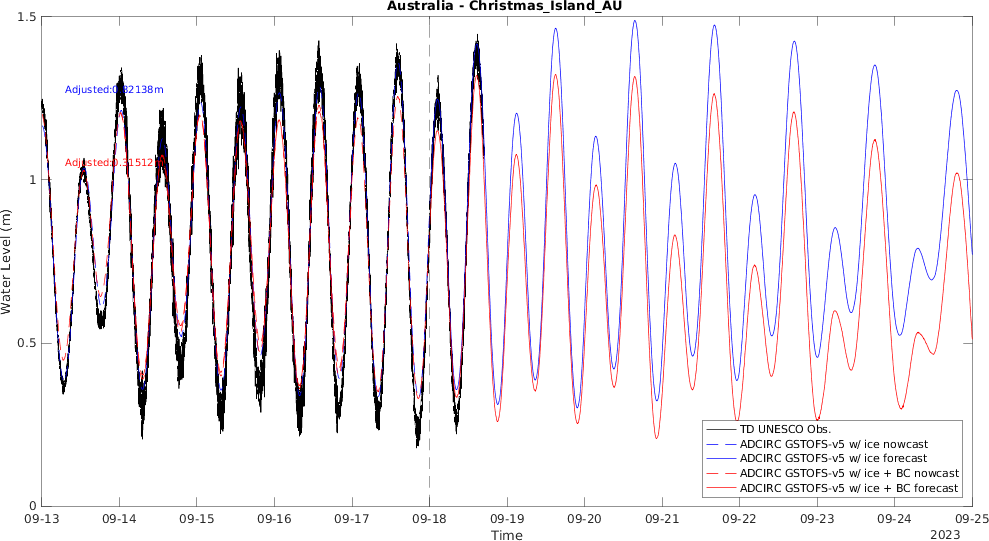 Australia - Christmas_Island_AU
1.5
1
0.5
0
Water Level (m)
Adjusted:0.32138m
TD UNESCO Obs.
ADCIRC GSTOFS-v5 w/ ice nowcast
ADCIRC GSTOFS-v5 w/ ice forecast
ADCIRC GSTOFS-v5 w/ ice + BC nowcast
ADCIRC GSTOFS-v5 w/ ice + BC forecast
09-13 09-14 09-15 09-16 09-17 09-18 09-19 09-20 09-21 09-22 09-23 09-24 09-25
Time
2023